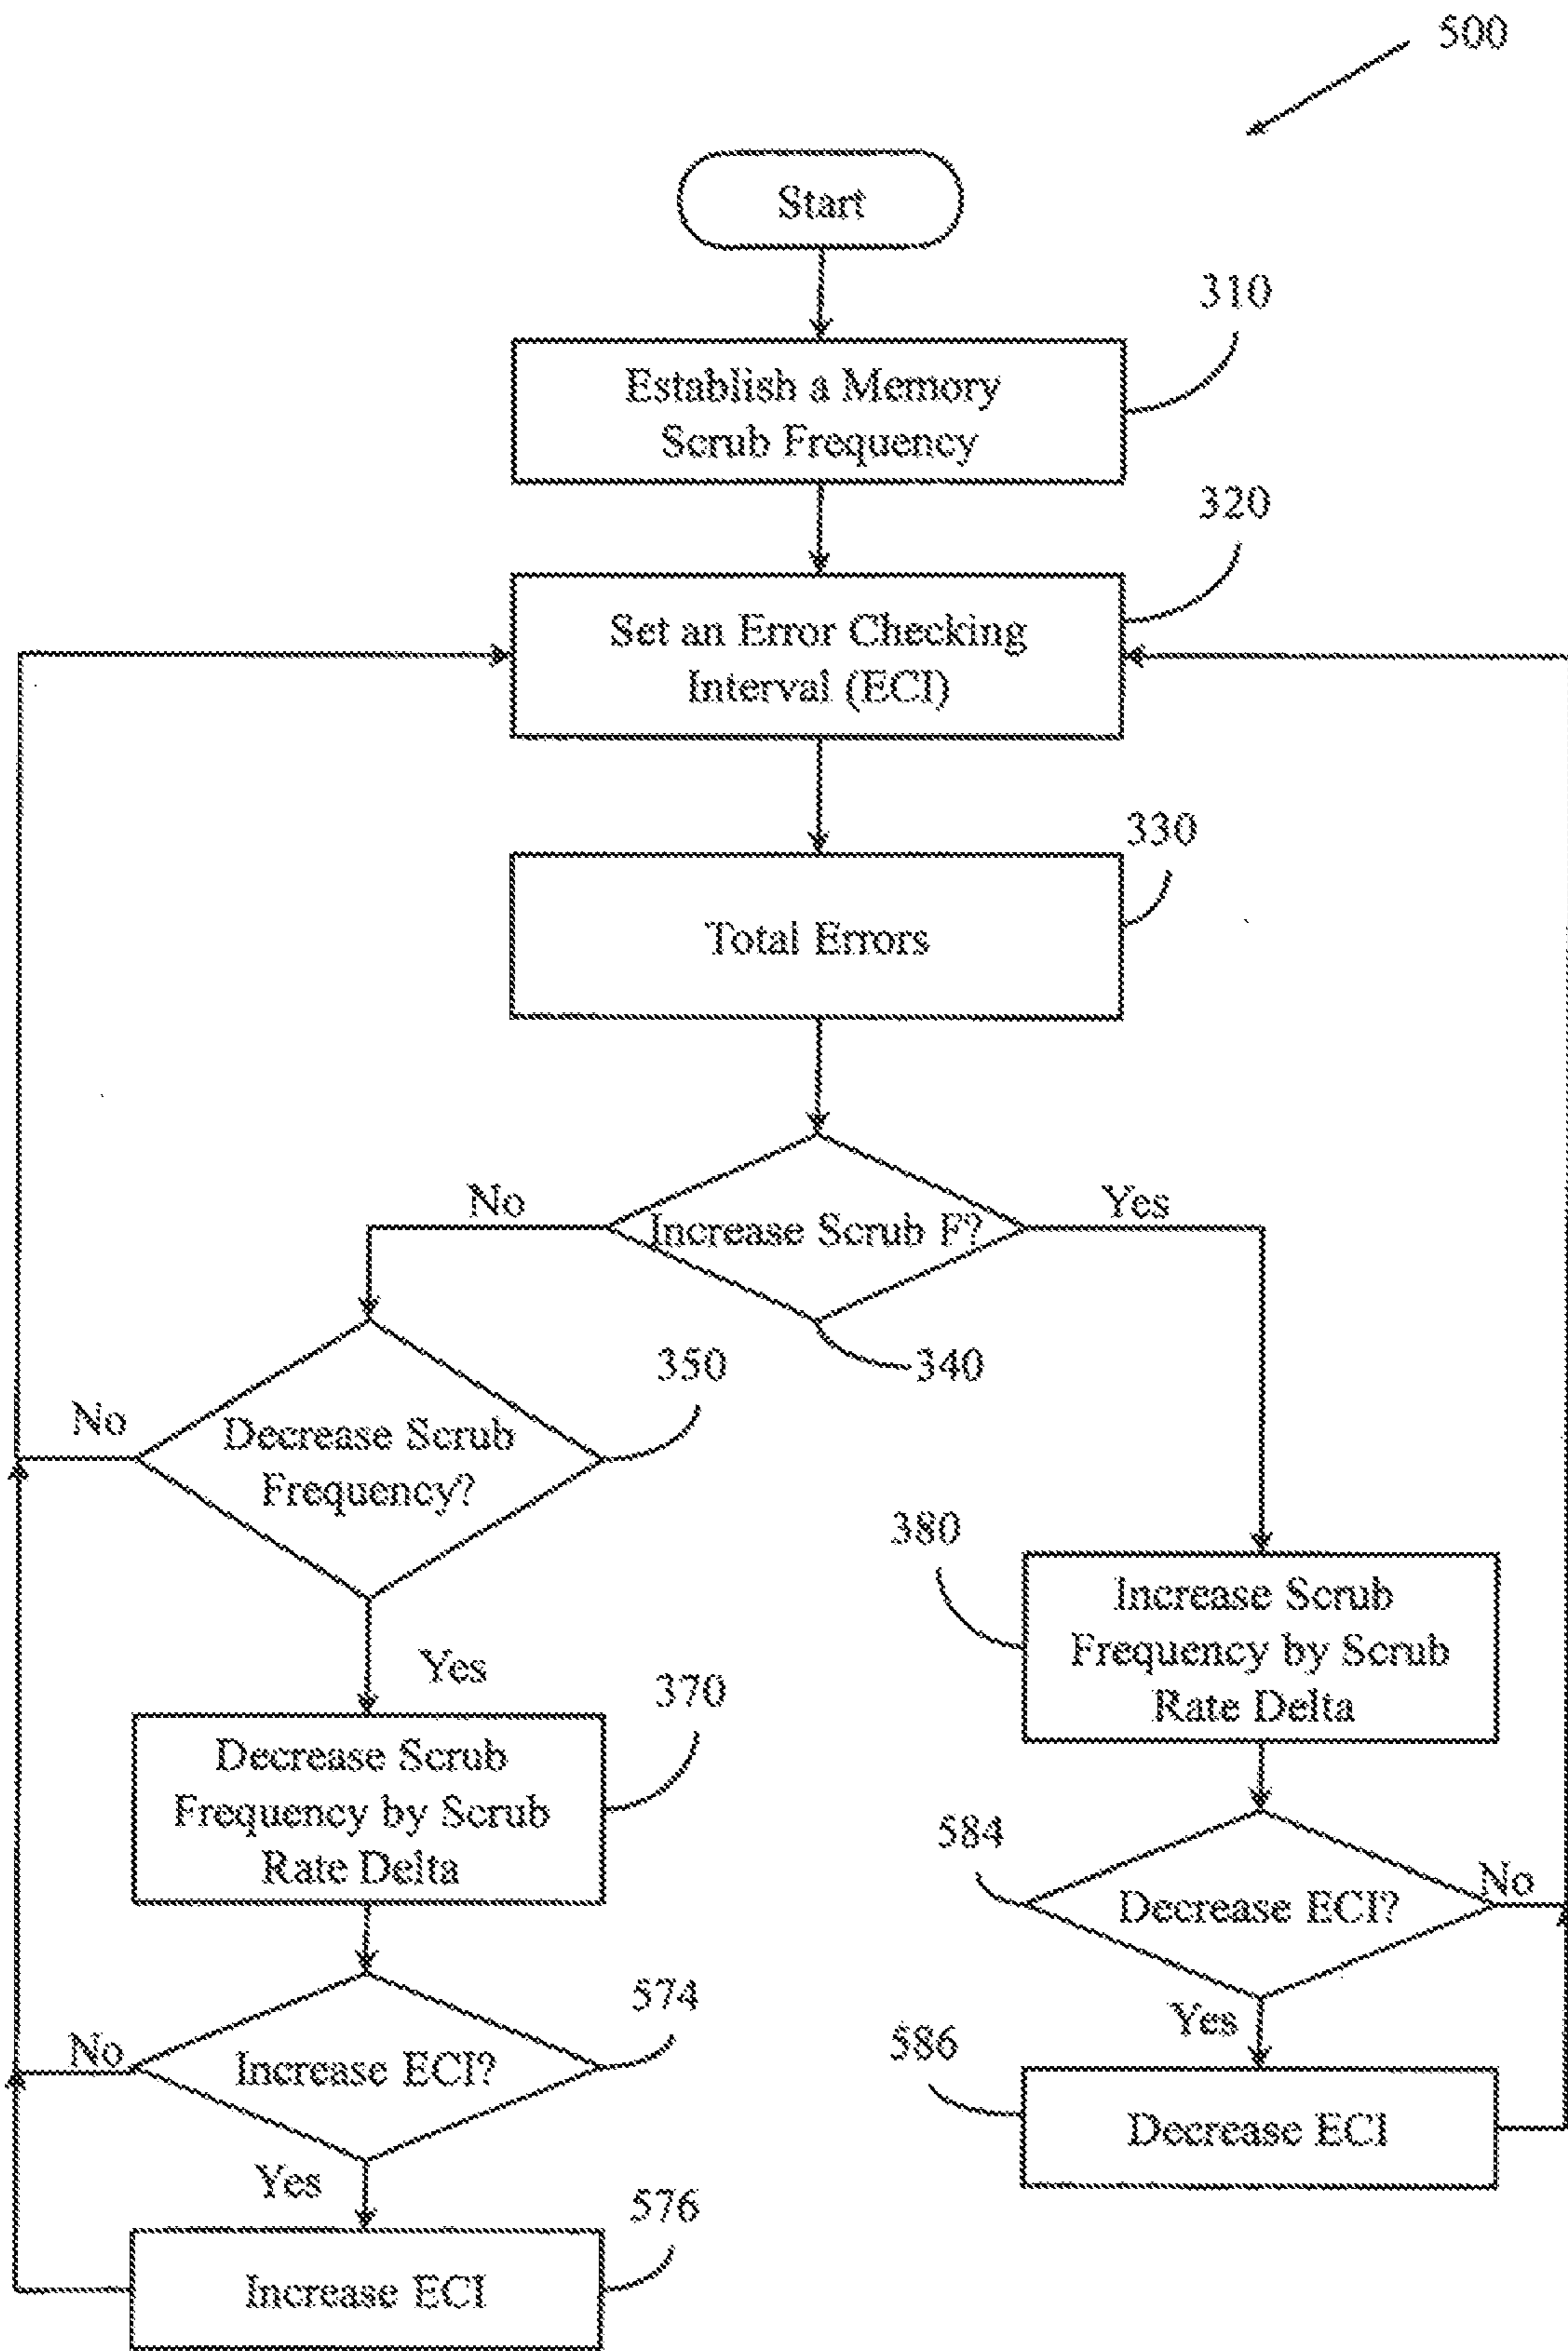 500
Start
310
Establish a Memory
Scrub Frequency
320
Set an Error Checking
Interval (ECI)
330
Total Errors
No
Yes
Increase Scrub F?
340
350
No
Decrease Scrub
Frequency?
380
Increase Scrub
Frequency by Scrub
Rate Delta
Yes
370
Decrease Scrub
Frequency by Scrub
Rate Delta
584
No
Decrease ECI?
574
Yes
No
Increase ECI?
586
Decrease ECI
Yes
576
Increase ECI